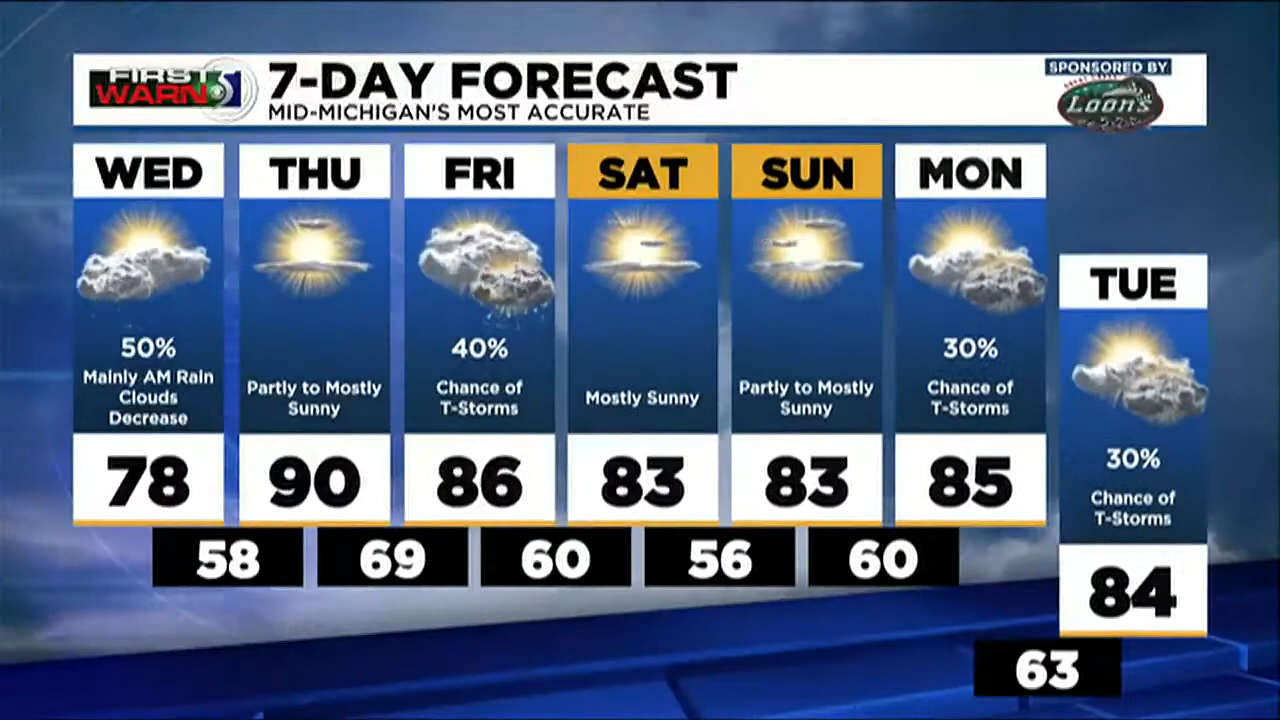 FIRST
WARN 5
7-DAY FORECAST
MID-MICHIGAN'S MOST ACCURATE
SPONSORED BY
Loons
WED
50%
Mainly AM Rain
Clouds
Decrease
78
THU
Partly to Mostly
Sunny
90
FRI
40%
Chance of
T-Storms
86
SAT
Mostly Sunny
83
SUN
Partly to Mostly
Sunny
83
MON
30%
Chance of
T-Storms
85
TUE
30%
Chance of
T-Storms
84
58
69
60
56
60
63